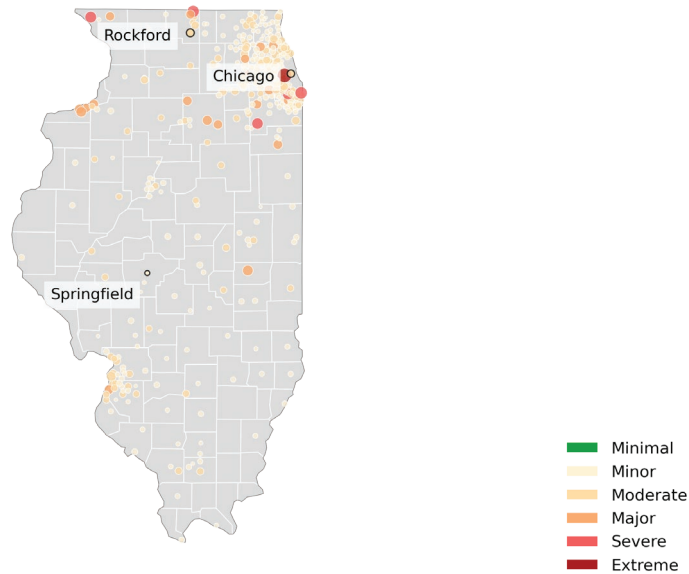 Rockford
Chicago
Springfield
Minimal
Minor
Moderate
Major
Severe
Extreme